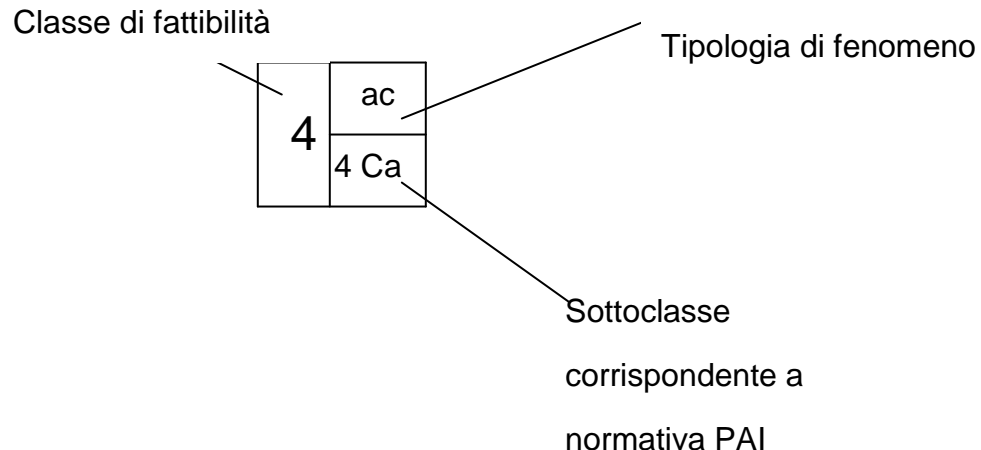 Classe di fattibilità
Tipologia di fenomeno
ac
4
4 Ca
Sottoclasse
corrispondente a
normativa PAI